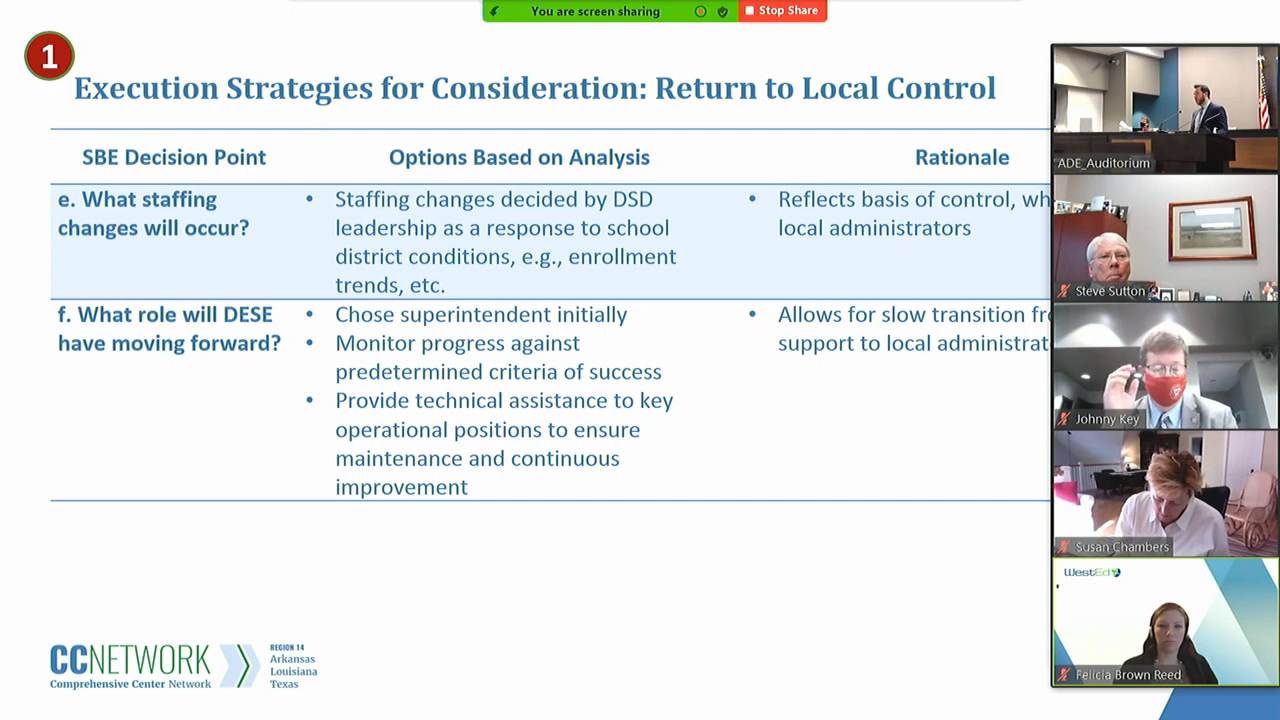 You are screen sharing
Stop Share
1
Execution Strategies for Consideration: Return to Local Control
SBE Decision Point
Options Based on Analysis
Rationale
e. What staffing
changes will occur?
• Staffing changes decided by DSD
leadership as a response to school
district conditions, e.g., enrollment
trends, etc.
• Reflects basis of control, wh
local administrators
f. What role will DESE
have moving forward?
• Chose superintendent initially
• Monitor progress against
predetermined criteria of success
• Provide technical assistance to key
operational positions to ensure
maintenance and continuous
improvement
• Allows for slow transition fr
support to local administrat
ADE_Auditorium
Steve Sutton
Johnny Key
Susan Chambers
WestEd
Felicia Brown Reed
CCNETWORK
Comprehensive Center Network
REGION 14
Arkansas
Louisiana
Texas